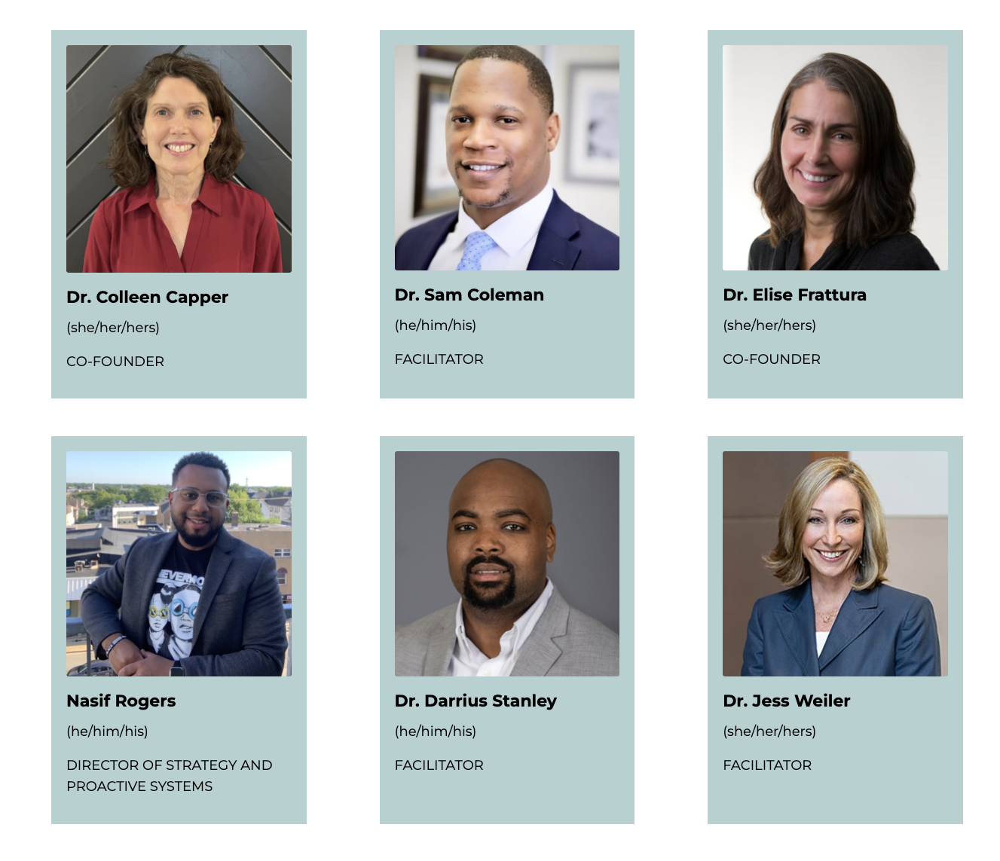 Dr. Colleen Capper
(she/her/hers)
CO-FOUNDER
Dr. Sam Coleman
(he/him/his)
FACILITATOR
Dr. Elise Frattura
(she/her/hers)
CO-FOUNDER
EVERMO
Nasif Rogers
(he/him/his)
DIRECTOR OF STRATEGY AND
PROACTIVE SYSTEMS
Dr. Darrius Stanley
(he/him/his)
FACILITATOR
Dr. Jess Weiler
(she/her/hers)
FACILITATOR